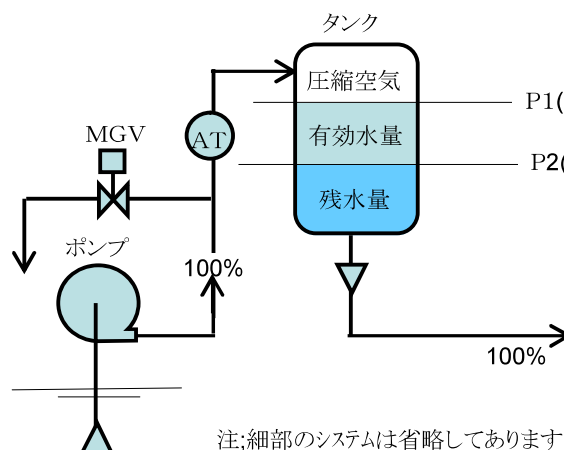 タンク
圧縮空気
P1(
MGV
AT
有効水量
P2(
残水量
ポンプ
100%
100%
注;細部のシステムは省略してあります